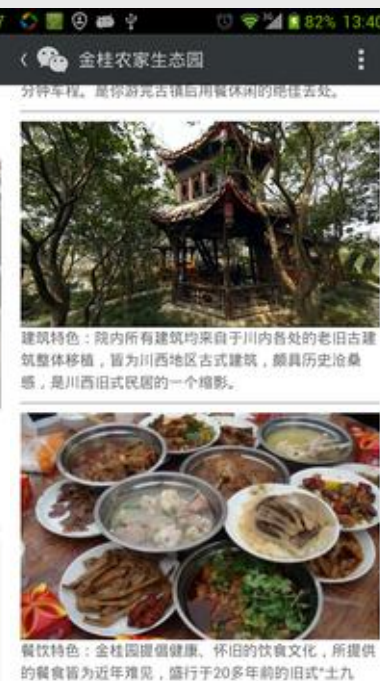 82% 13:40
金桂农家生态园
分钟车程。是你游完古镇后用餐休闲的绝佳去处。
建筑特色：院内所有建筑均来自于川内各处的老旧古建
筑整体移植，皆为川西地区古式建筑，颇具历史沧桑
感，是川西旧式民居的一个缩影。
餐饮特色：金桂园提倡健康、怀旧的饮食文化，所提供
的餐食皆为近年难见，盛行于20多年前的旧式"土九